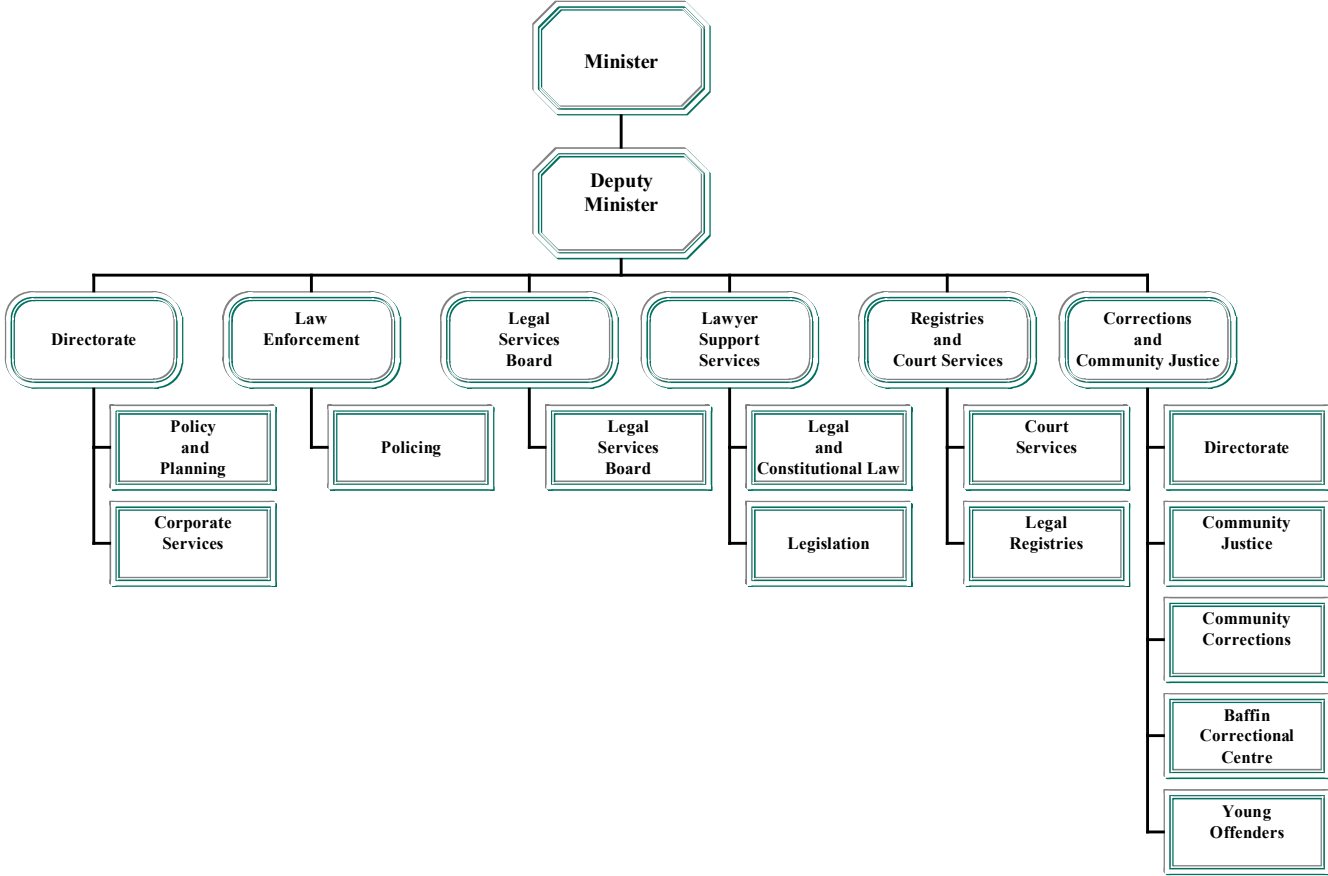 Minister
Deputy
Minister
Directorate
Law
Enforcement
Legal
Services
Board
Lawyer
Support
Services
Registries
and
Court Services
Corrections
and
Community Justice
Policy
and
Planning
Corporate
Services
Policing
Legal
Services
Board
Legal
and
Constitutional Law
Legislation
Court
Services
Legal
Registries
Directorate
Community
Justice
Community
Corrections
Baffin
Correctional
Centre
Young
Offenders